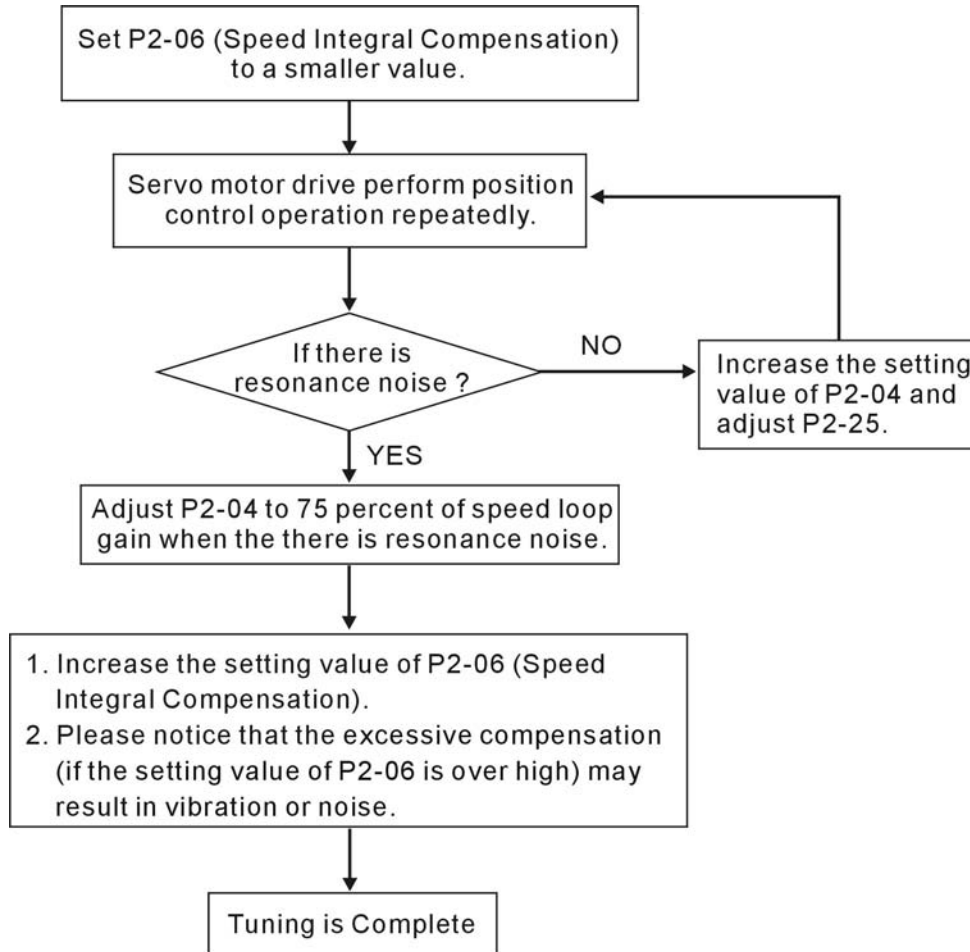 Set P2-06 (Speed Integral Compensation)
to a smaller value.
Servo motor drive perform position
control operation repeatedly.
If there is
resonance noise ?
NO
Increase the setting
value of P2-04 and
adjust P2-25.
YES
Adjust P2-04 to 75 percent of speed loop
gain when the there is resonance noise.
1. Increase the setting value of P2-06 (Speed
Integral Compensation).
2. Please notice that the excessive compensation
(if the setting value of P2-06 is over high) may
result in vibration or noise.
Tuning is Complete